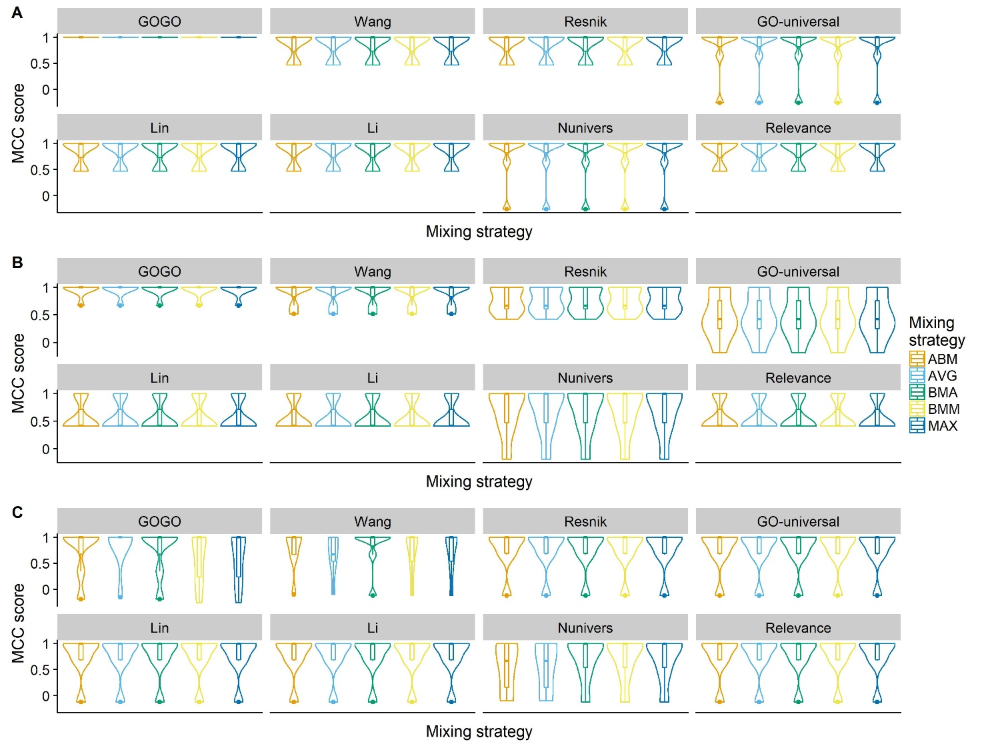 A
GOGO Wang Resnik GO-universal
1
0.5
0
Lin Li Nunivers Relevance
1
0.5
0
MCC score
Mixing strategy
B
GOGO Wang Resnik GO-universal
1
0.5
0
Lin Li Nunivers Relevance
1
0.5
0
MCC score
Mixing strategy
Mixing
strategy
ABM
AVG
BMA
BMM
MAX
C
GOGO Wang Resnik GO-universal
1
0.5
0
Lin Li Nunivers Relevance
1
0.5
0
MCC score
Mixing strategy